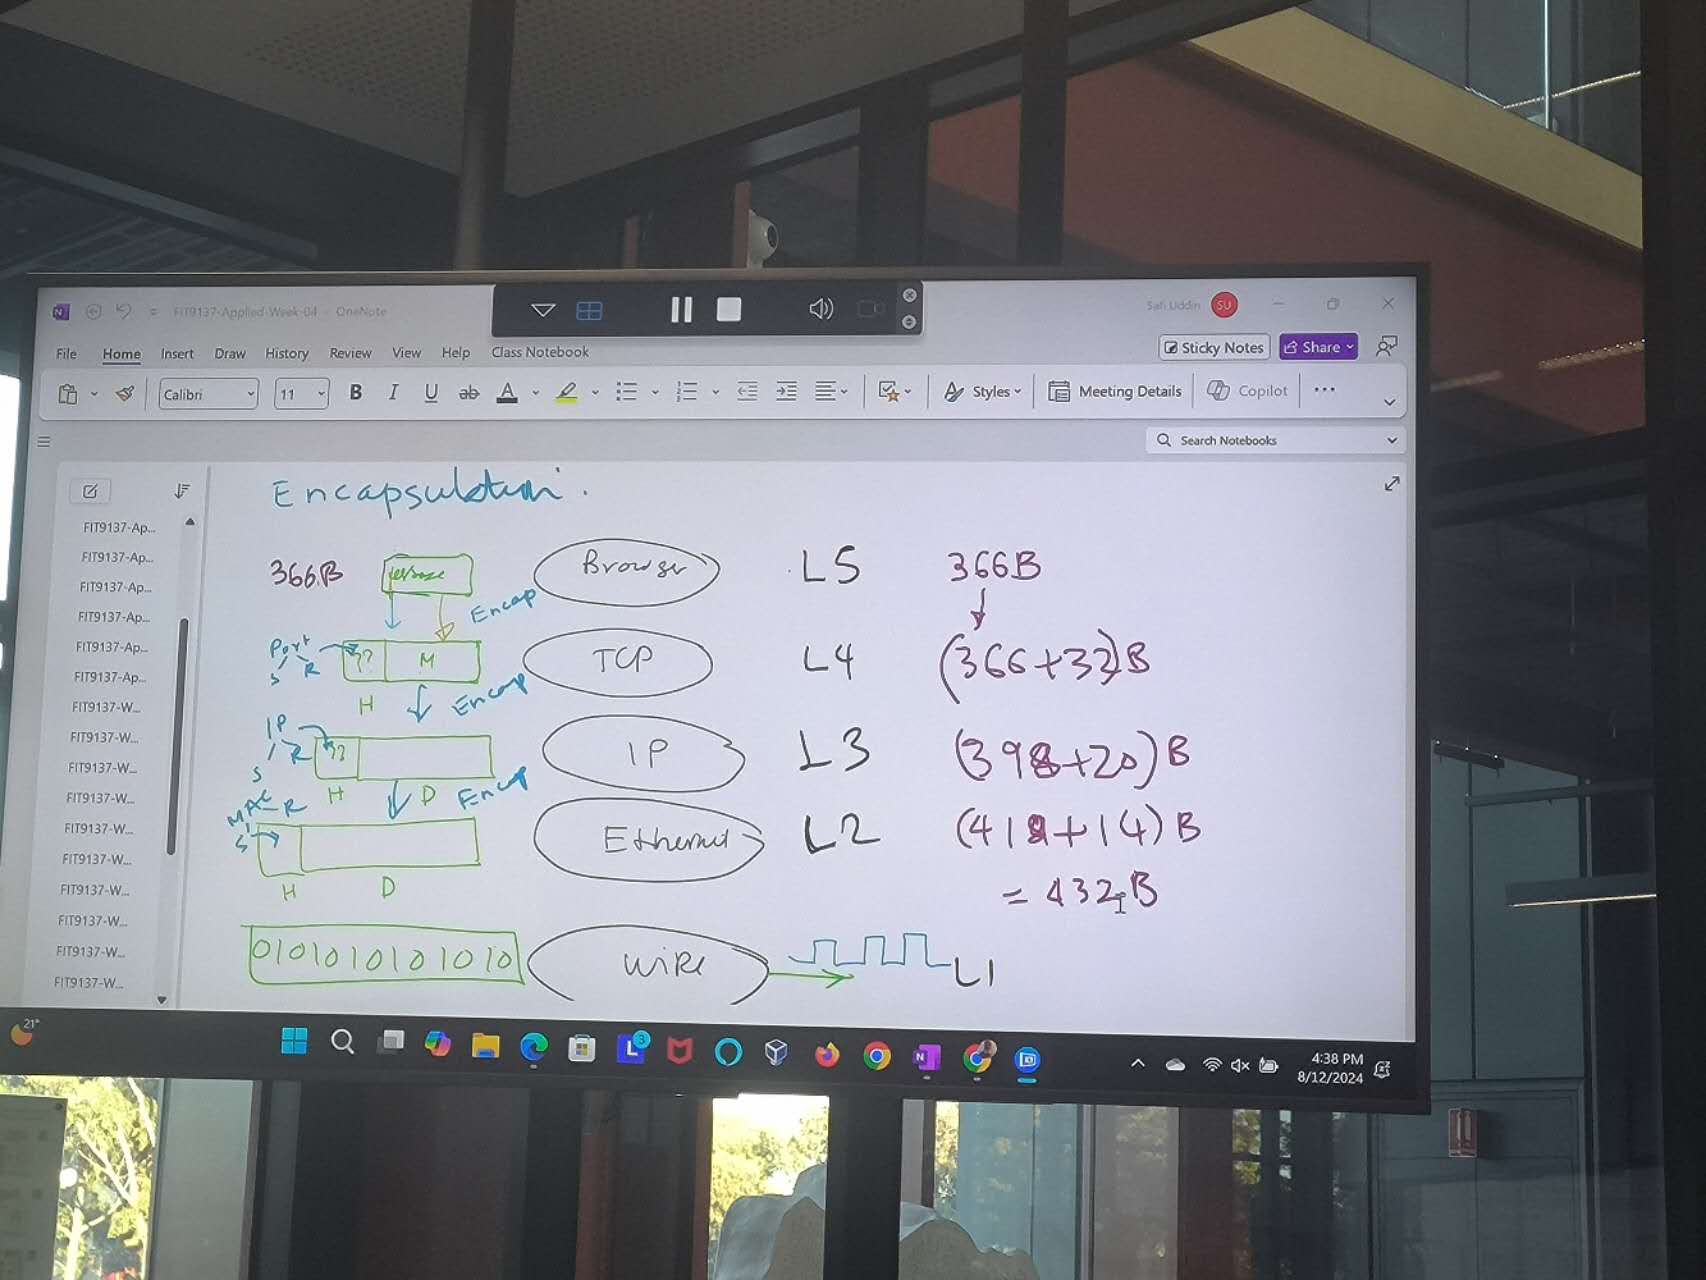 FIT9137-Applied-Week-04 - OneNote
Safi Uddin SU
File Home Insert Draw History Review View Help Class Notebook
Sticky Notes Share
Calibri 11 B I U ab A Styles Meeting Details Copilot ...
Search Notebooks
Encapsulation.
FIT9137-Ap...
FIT9137-Ap...
FIT9137-Ap...
FIT9137-Ap...
FIT9137-Ap...
FIT9137-Ap...
FIT9137-W...
FIT9137-W...
FIT9137-W...
FIT9137-W...
FIT9137-W...
FIT9137-W...
FIT9137-W...
FIT9137-W...
FIT9137-W...
FIT9137-W...
366B Browser L5 366B
Encap
Port S R ?? M TCP L4 (366+32)B
H Encap
IP S R ?? IP L3 (398+20)B
H D Encap
MAC S R Ethernet L2 (418+14)B
H D = 432B
0101010101010 WIRE L1
21°
L 3
N
4:38 PM
8/12/2024